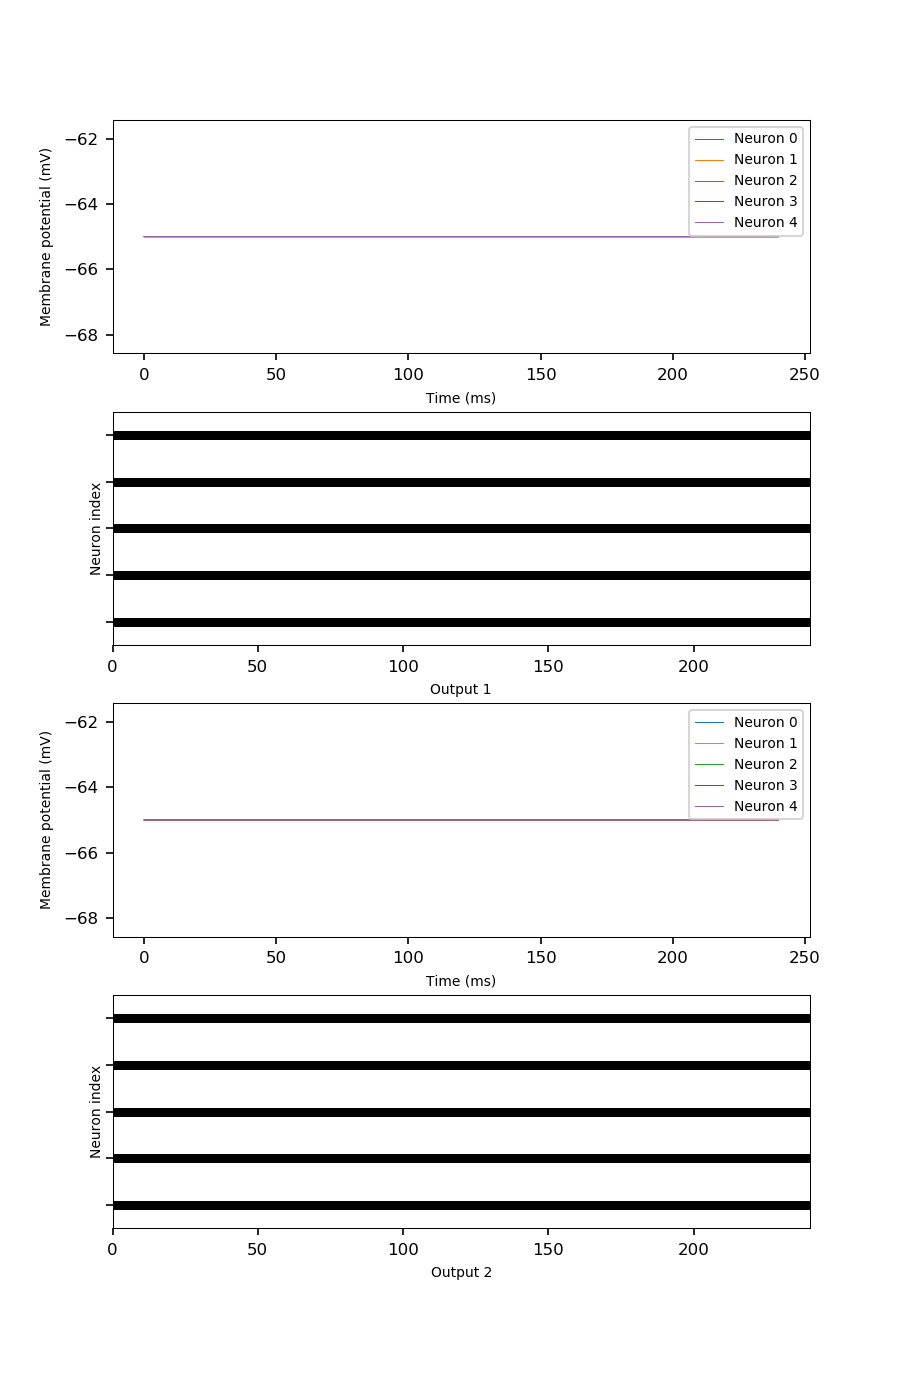 Membrane potential (mV)
−62
−64
−66
−68
Neuron 0
Neuron 1
Neuron 2
Neuron 3
Neuron 4
0 50 100 150 200 250
Time (ms)
Neuron index
0 50 100 150 200
Output 1
Membrane potential (mV)
−62
−64
−66
−68
Neuron 0
Neuron 1
Neuron 2
Neuron 3
Neuron 4
0 50 100 150 200 250
Time (ms)
Neuron index
0 50 100 150 200
Output 2